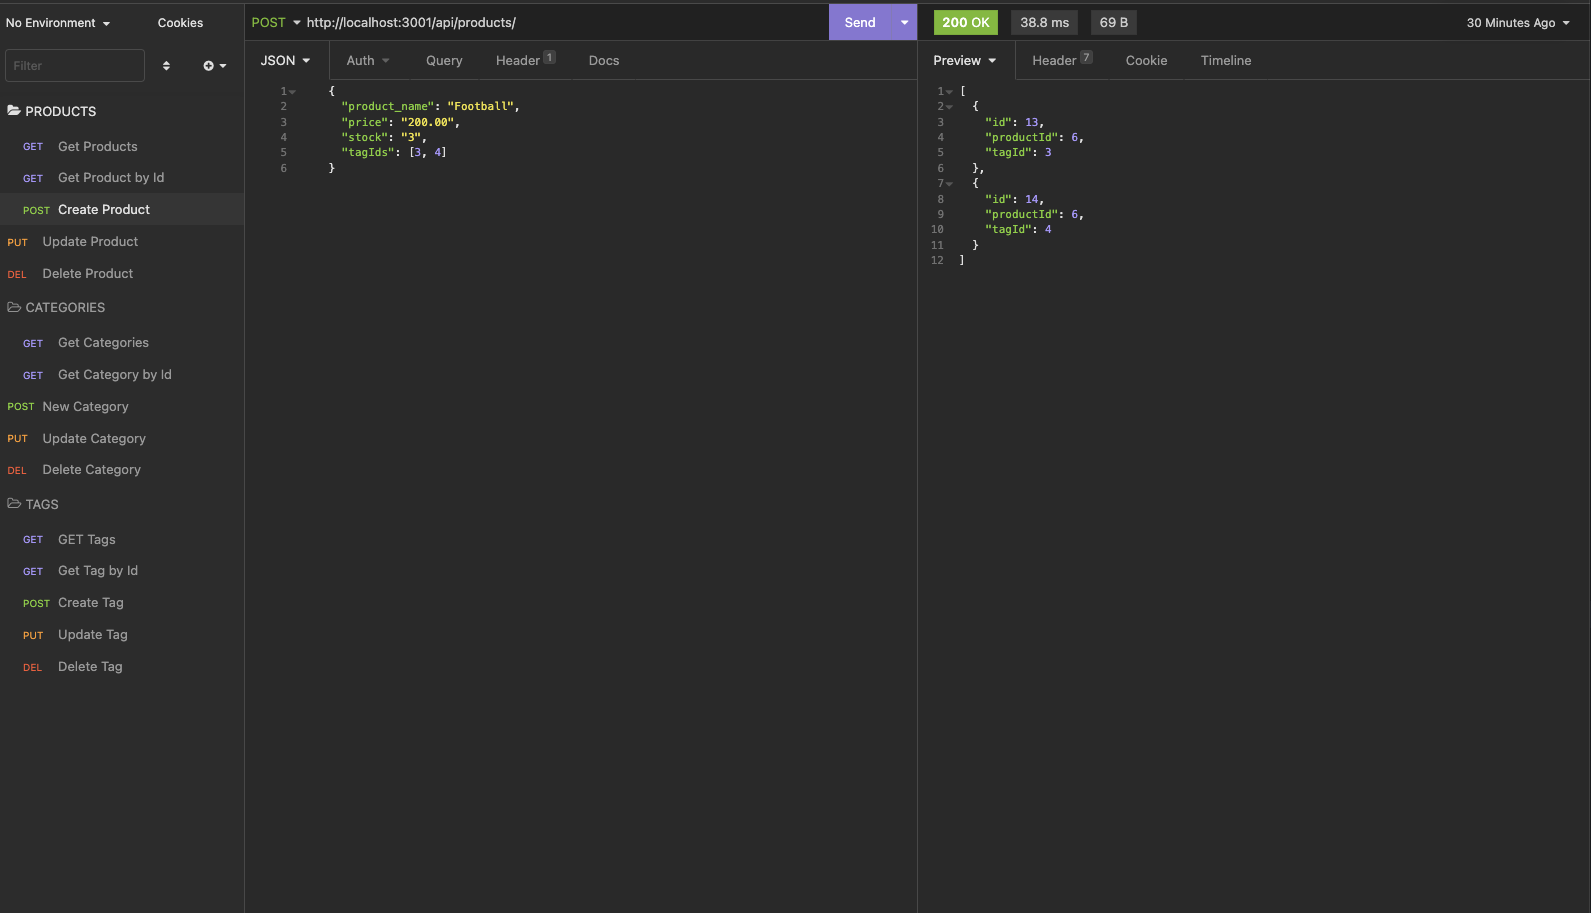 No Environment Cookies
Filter
PRODUCTS
GET Get Products
GET Get Product by Id
POST Create Product
PUT Update Product
DEL Delete Product
CATEGORIES
GET Get Categories
GET Get Category by Id
POST New Category
PUT Update Category
DEL Delete Category
TAGS
GET GET Tags
GET Get Tag by Id
POST Create Tag
PUT Update Tag
DEL Delete Tag
POST http://localhost:3001/api/products/ Send
JSON Auth Query Header 1 Docs
1 {
2 "product_name": "Football",
3 "price": "200.00",
4 "stock": "3",
5 "tagIds": [3, 4]
6 }
200 OK 38.8 ms 69 B 30 Minutes Ago
Preview Header 7 Cookie Timeline
1 [
2 {
3 "id": 13,
4 "productId": 6,
5 "tagId": 3
6 },
7 {
8 "id": 14,
9 "productId": 6,
10 "tagId": 4
11 }
12 ]